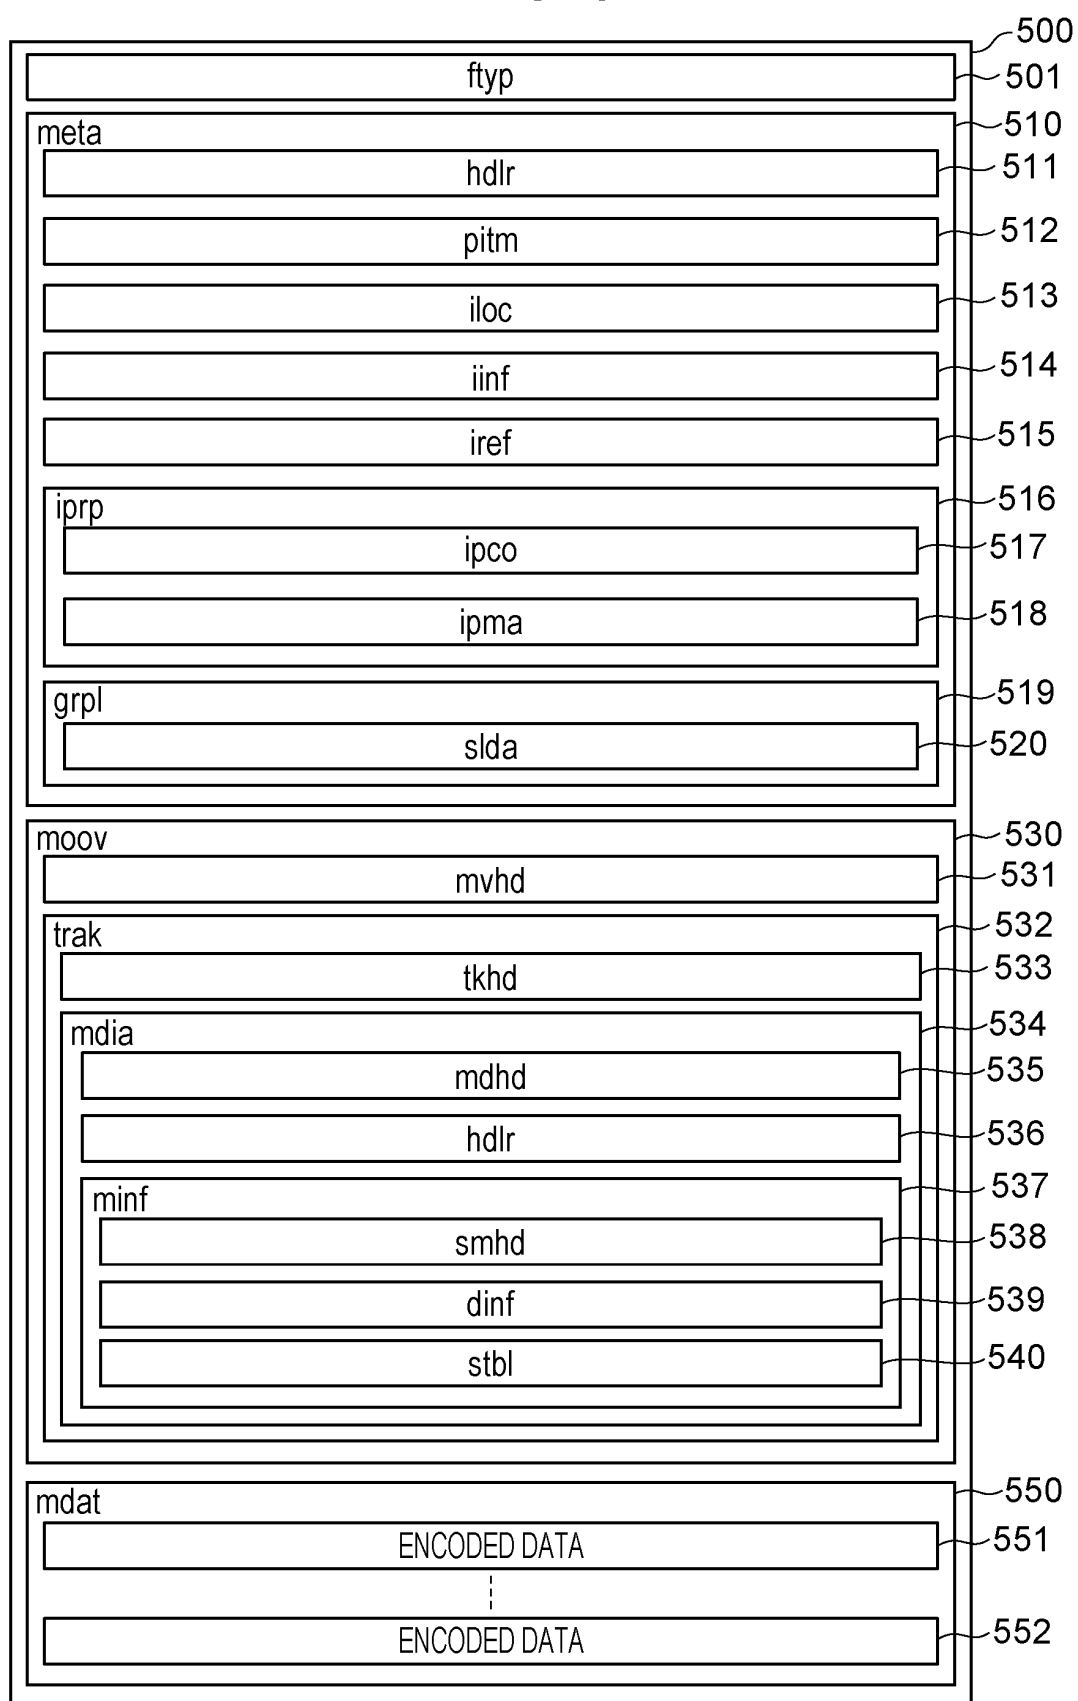 500
ftyp 501
meta 510
hdlr 511
pitm 512
iloc 513
iinf 514
iref 515
iprp 516
ipco 517
ipma 518
grpl 519
slda 520
moov 530
mvhd 531
trak 532
tkhd 533
mdia 534
mdhd 535
hdlr 536
minf 537
smhd 538
dinf 539
stbl 540
mdat 550
ENCODED DATA 551
ENCODED DATA 552